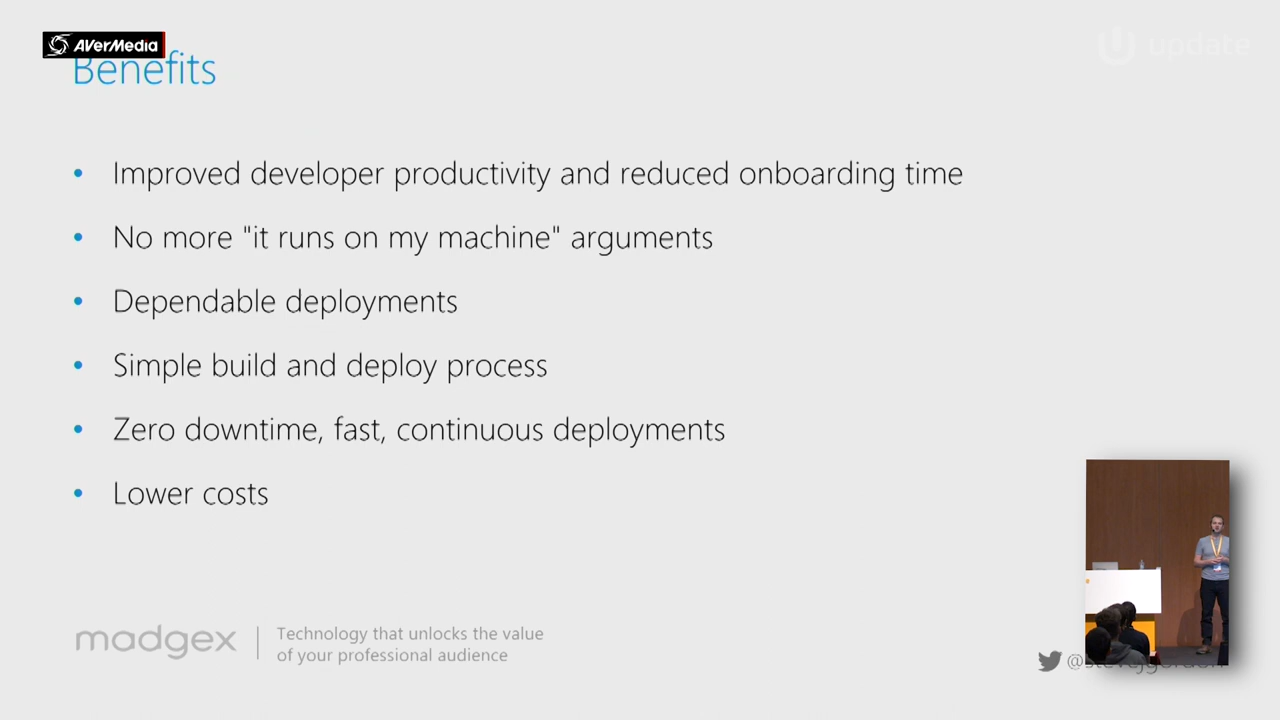 AVerMedia
update
Benefits
• Improved developer productivity and reduced onboarding time
• No more "it runs on my machine" arguments
• Dependable deployments
• Simple build and deploy process
• Zero downtime, fast, continuous deployments
• Lower costs
madgex
Technology that unlocks the value
of your professional audience